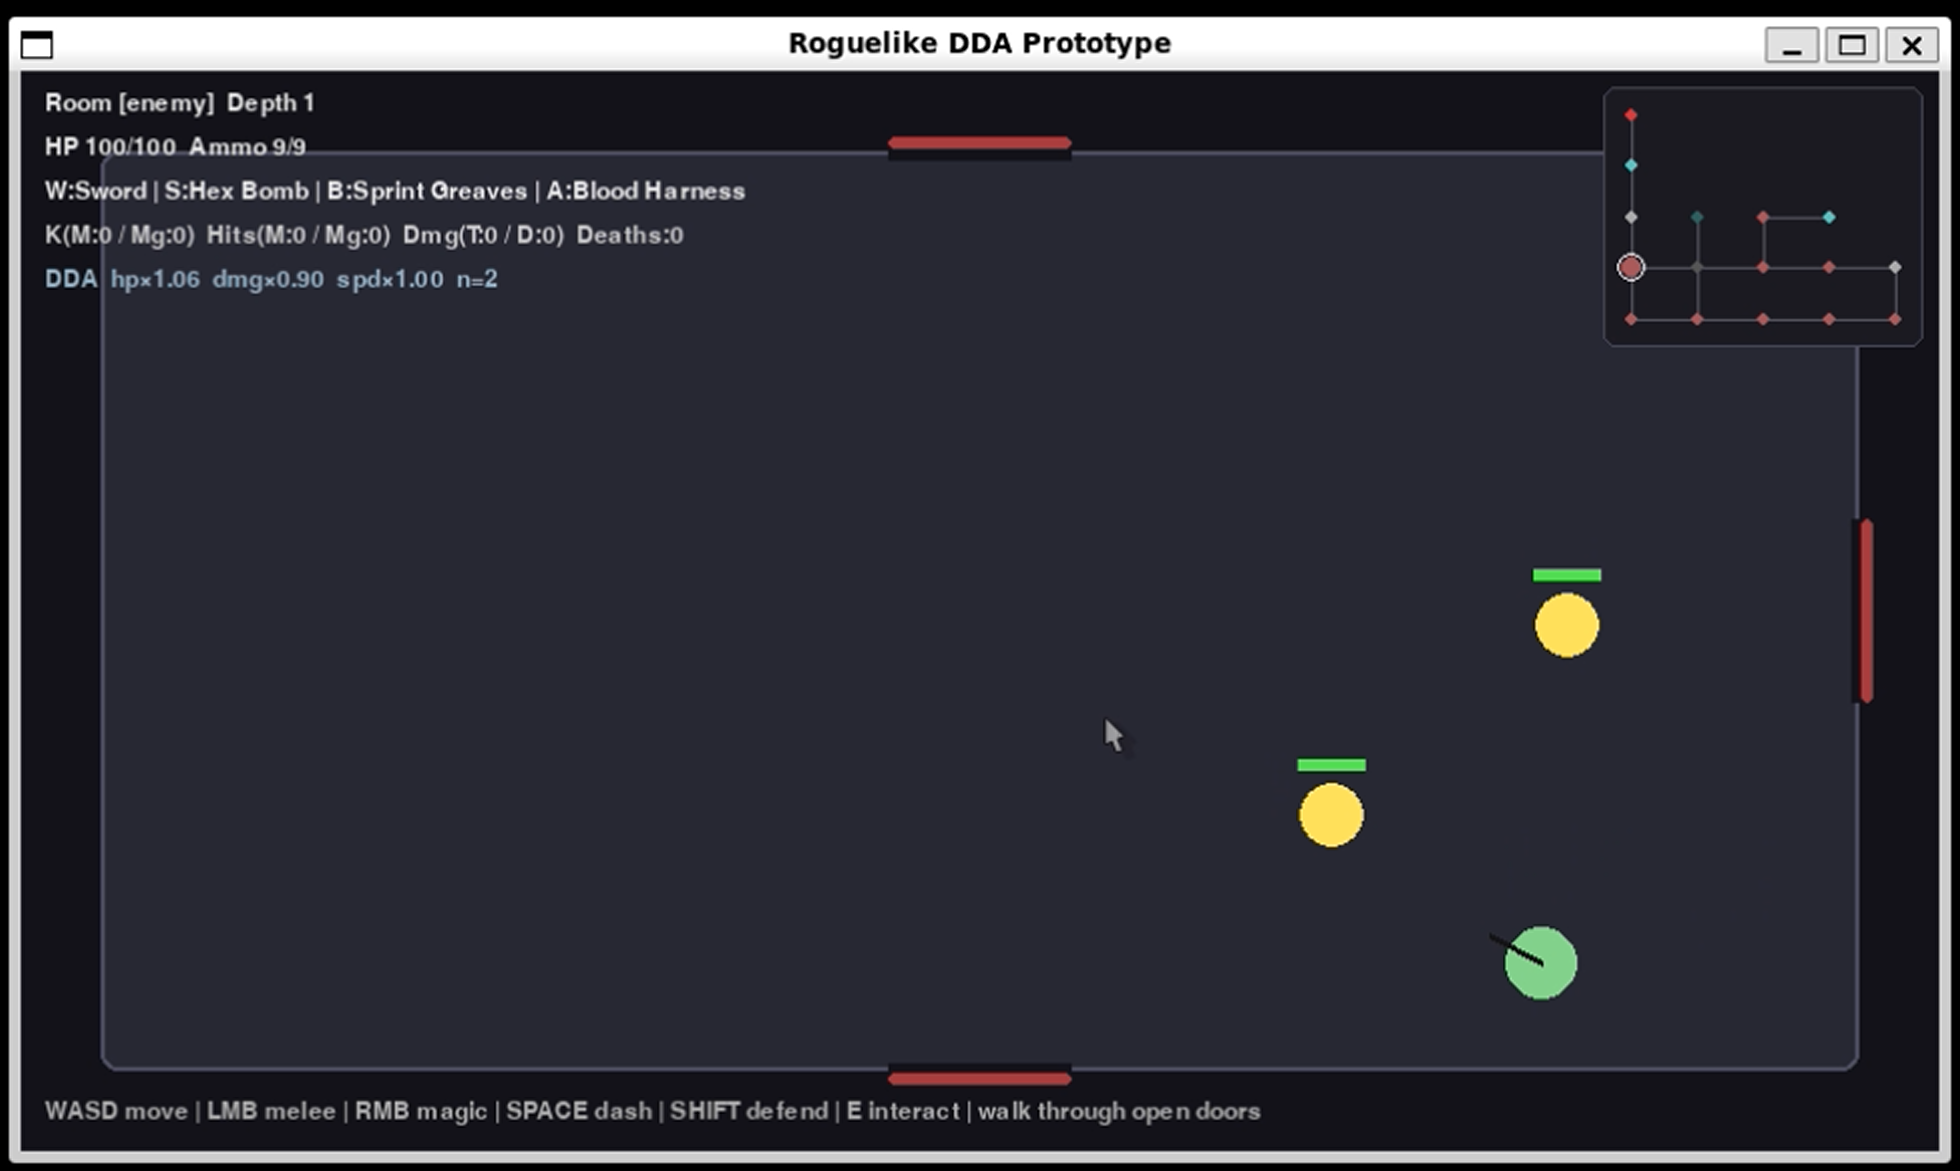 Roguelike DDA Prototype
Room [enemy] Depth 1
HP 100/100 Ammo 9/9
W:Sword | S:Hex Bomb | B:Sprint Greaves | A:Blood Harness
K(M:0 / Mg:0) Hits(M:0 / Mg:0) Dmg(T:0 / D:0) Deaths:0
DDA hp×1.06 dmg×0.90 spd×1.00 n=2
WASD move | LMB melee | RMB magic | SPACE dash | SHIFT defend | E interact | walk through open doors